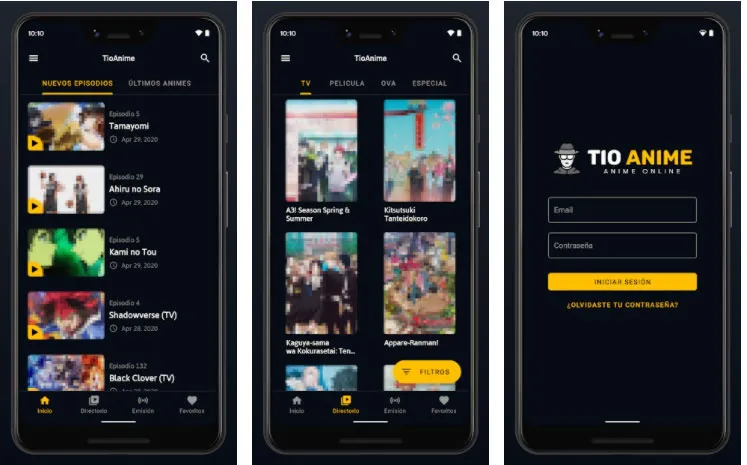 10:10
TioAnime
NUEVOS EPISODIOS ÚLTIMOS ANIMES
Episodio 5
Tamayomi
Apr 29, 2020
Episodio 29
Ahiru no Sora
Apr 29, 2020
Episodio 5
Kami no Tou
Apr 29, 2020
Episodio 4
Shadowverse (TV)
Apr 28, 2020
Episodio 132
Black Clover (TV)
Apr 28, 2020
Inicio Directorio Emisión Favoritos
10:10
TioAnime
TV PELICULA OVA ESPECIAL
A3! Season Spring &
Summer
Kitsutsuki
Tanteidokoro
Kaguya-sama
wa Kokurasetai: Ten...
Appare-Ranman!
FILTROS
Inicio Directorio Emisión Favoritos
10:10
TIO ANIME
ANIME ONLINE
Email
Contraseña
INICIAR SESIÓN
¿OLVIDASTE TU CONTRASEÑA?